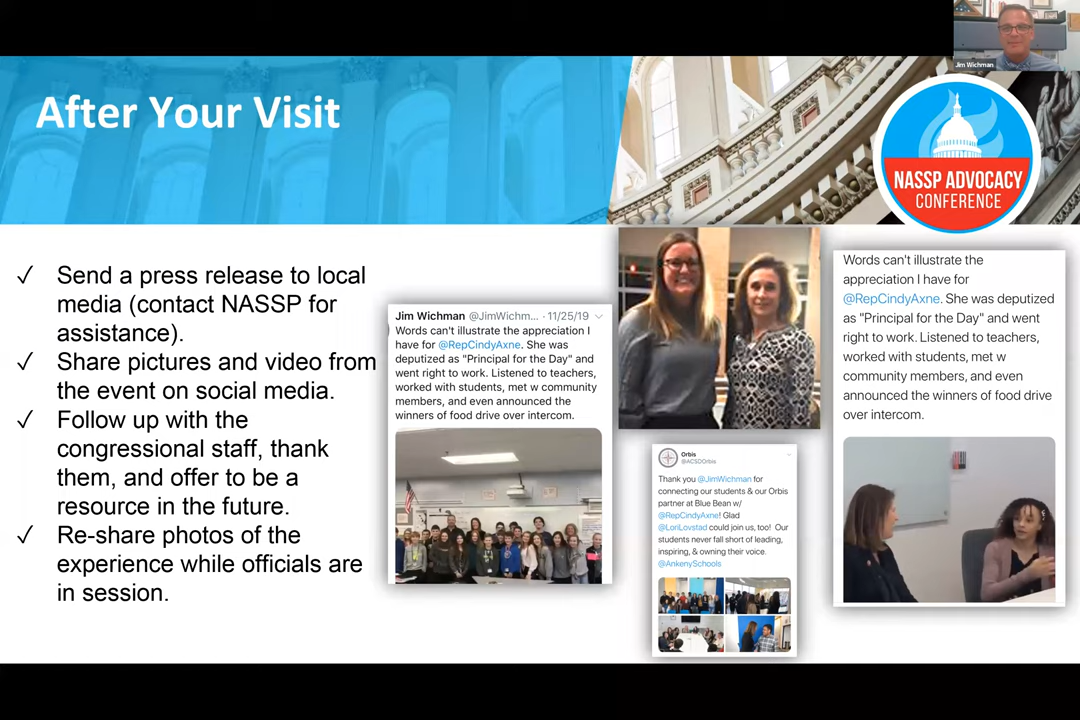 Jim Wichman
After Your Visit
NASSP ADVOCACY
CONFERENCE
✓ Send a press release to local
media (contact NASSP for
assistance).
✓ Share pictures and video from
the event on social media.
✓ Follow up with the
congressional staff, thank
them, and offer to be a
resource in the future.
✓ Re-share photos of the
experience while officials are
in session.
Jim Wichman @JimWichm... · 11/25/19
Words can't illustrate the appreciation I
have for @RepCindyAxne. She was
deputized as "Principal for the Day" and
went right to work. Listened to teachers,
worked with students, met w community
members, and even announced the
winners of food drive over intercom.
Orbis
@ACSDOrbis
Thank you @JimWichman for
connecting our students & our Orbis
partner at Blue Bean w/
@RepCindyAxne! Glad
@LoriLovstad could join us, too! Our
students never fall short of leading,
inspiring, & owning their voice.
@AnkenySchools
Words can't illustrate the
appreciation I have for
@RepCindyAxne. She was deputized
as "Principal for the Day" and went
right to work. Listened to teachers,
worked with students, met w
community members, and even
announced the winners of food drive
over intercom.